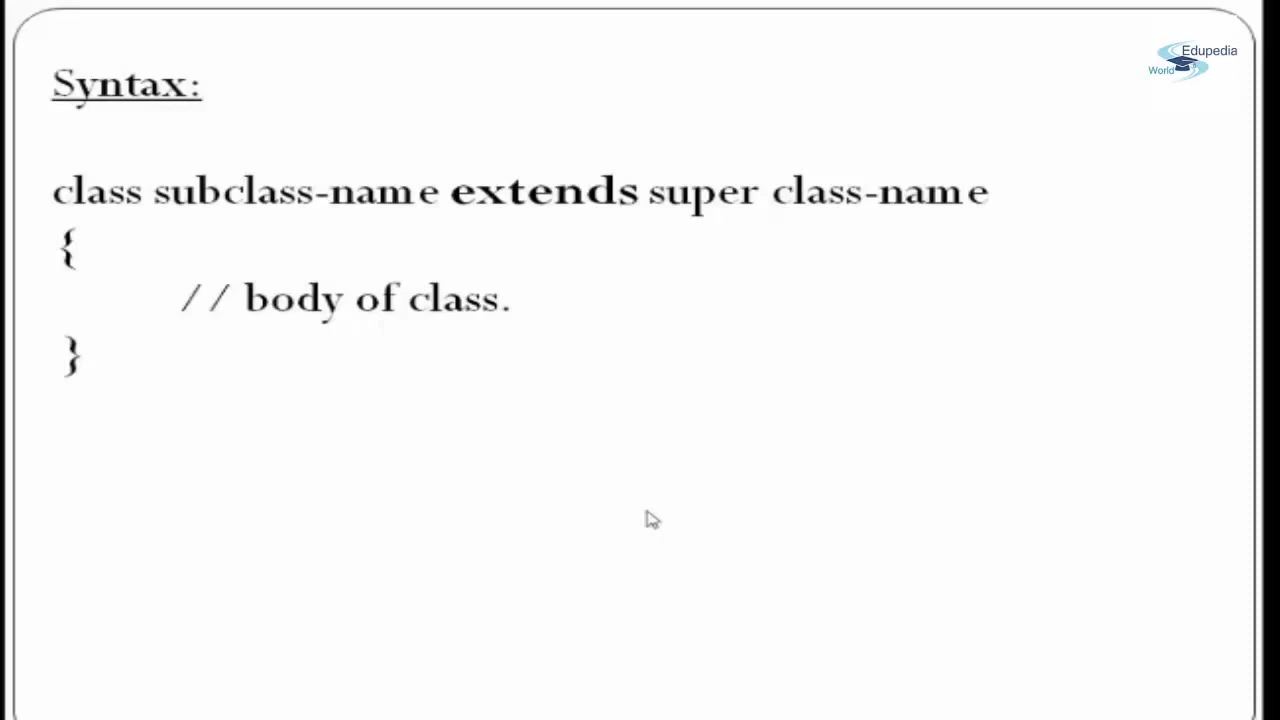 Edupedia
World
Syntax:
class subclass-name extends super class-name
{
// body of class.
}